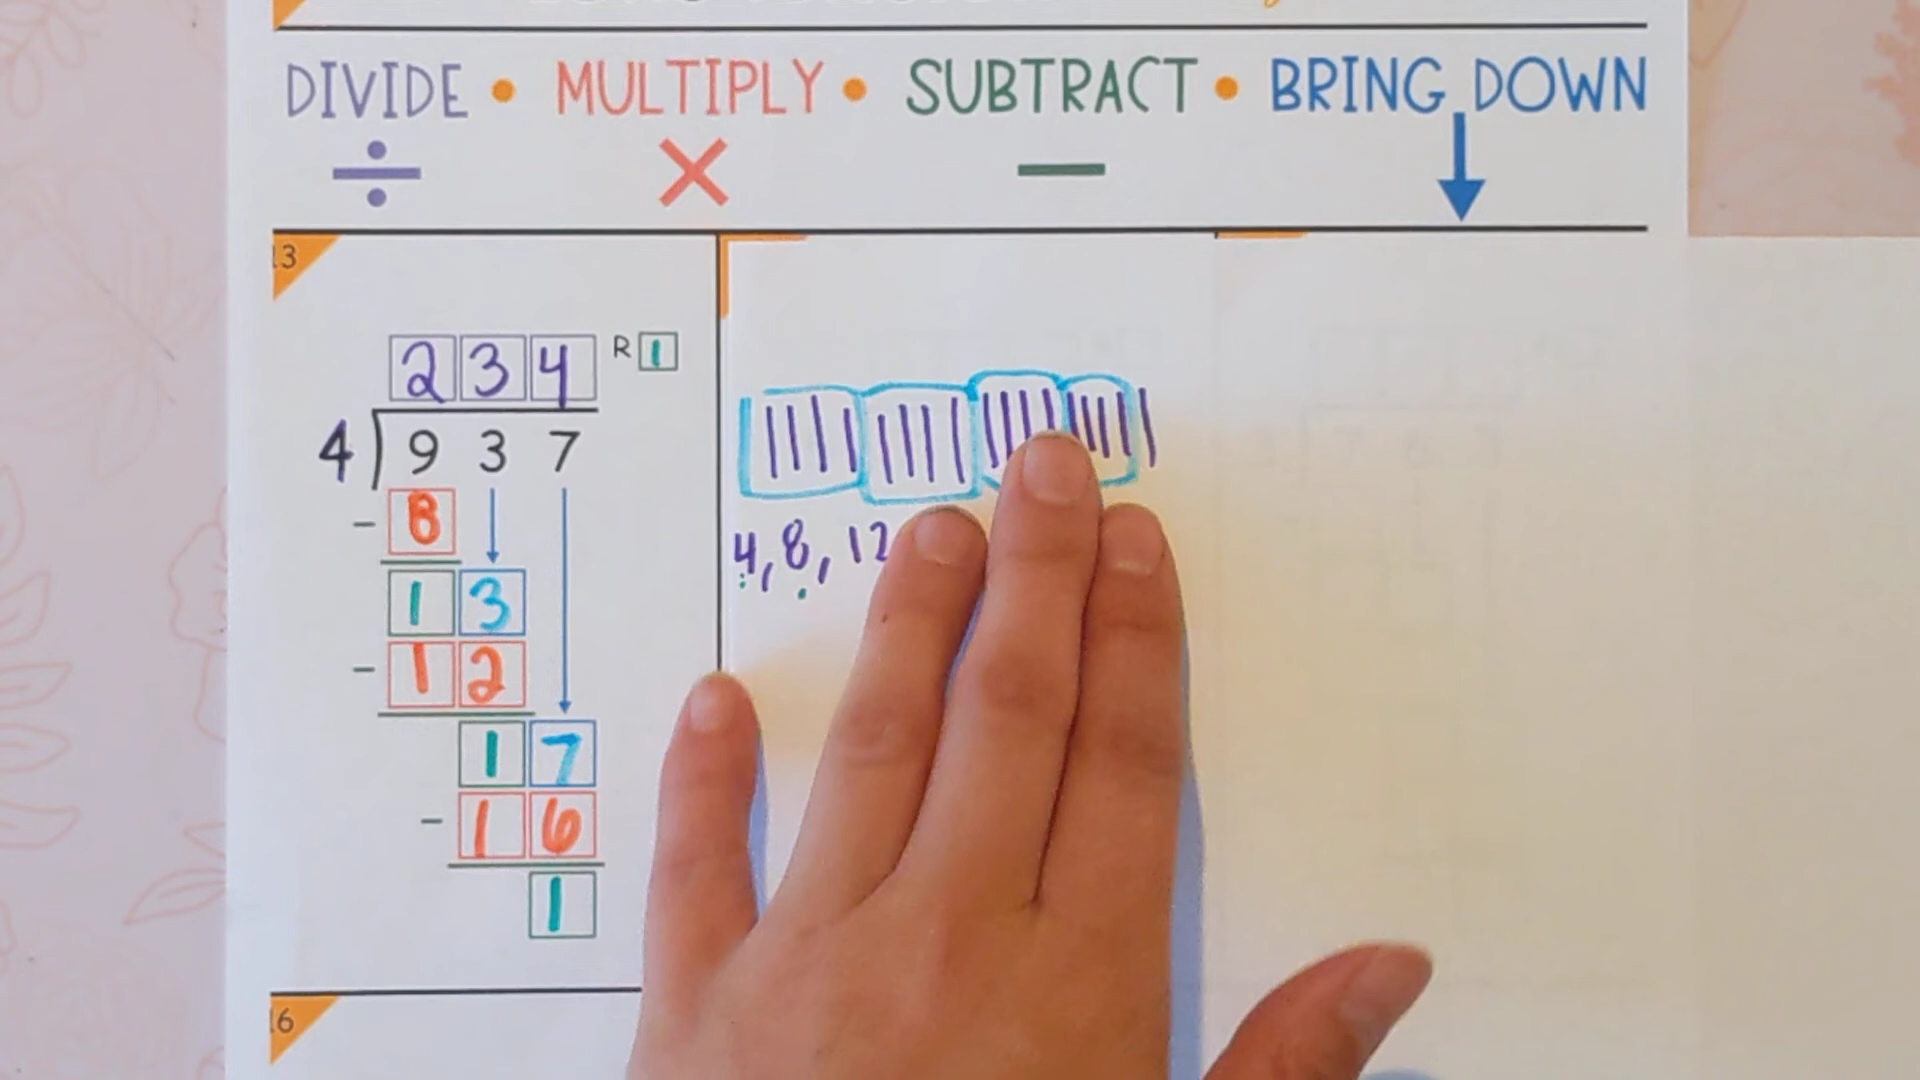 DIVIDE • MULTIPLY • SUBTRACT • BRING DOWN
÷ × −
13
234 R 1
4 937
- 8
13
- 12
17
- 16
1
4, 8, 12
16